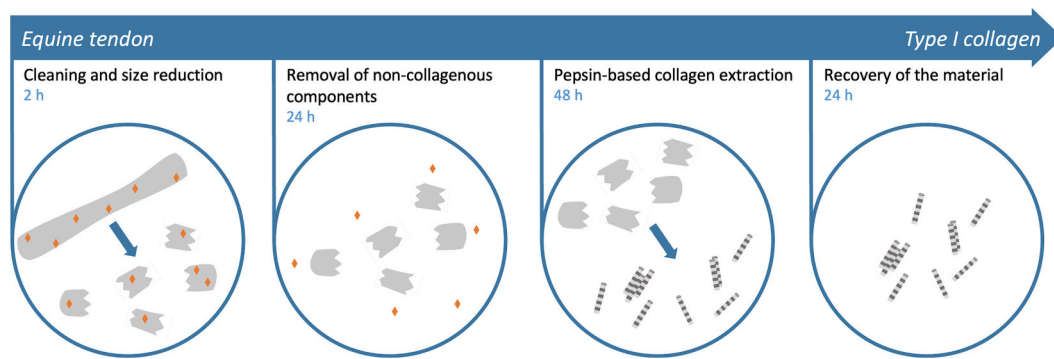 Equine tendon
Type I collagen
Cleaning and size reduction
2 h
Removal of non-collagenous
components
24 h
Pepsin-based collagen extraction
48 h
Recovery of the material
24 h